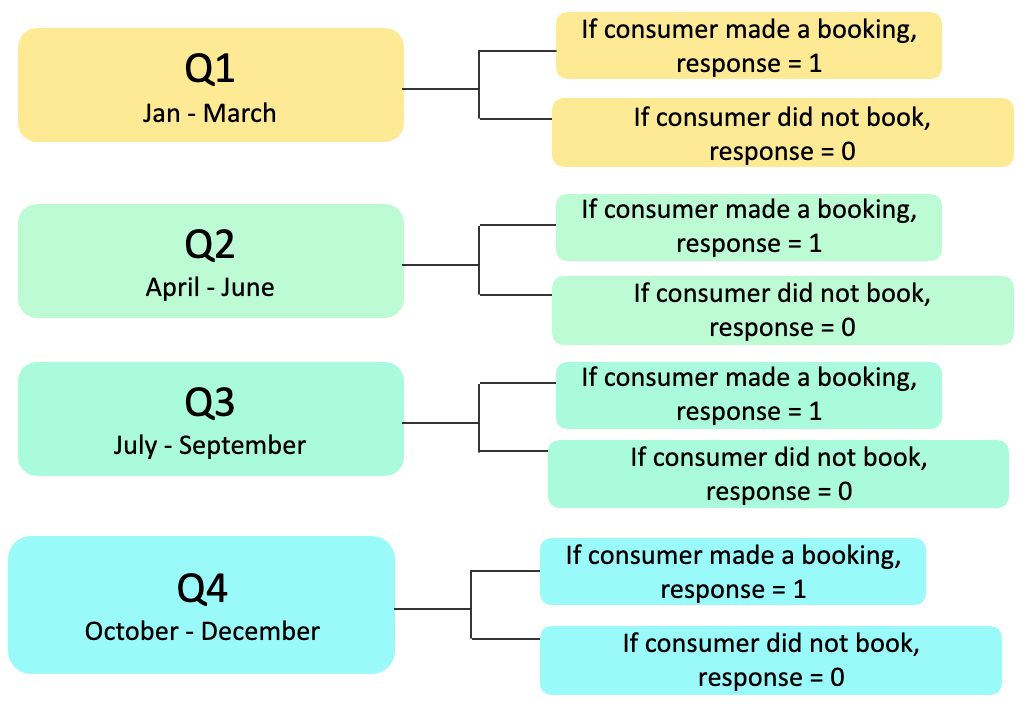 Q1
Jan - March
If consumer made a booking,
response = 1
If consumer did not book,
response = 0
Q2
April - June
If consumer made a booking,
response = 1
If consumer did not book,
response = 0
Q3
July - September
If consumer made a booking,
response = 1
If consumer did not book,
response = 0
Q4
October - December
If consumer made a booking,
response = 1
If consumer did not book,
response = 0